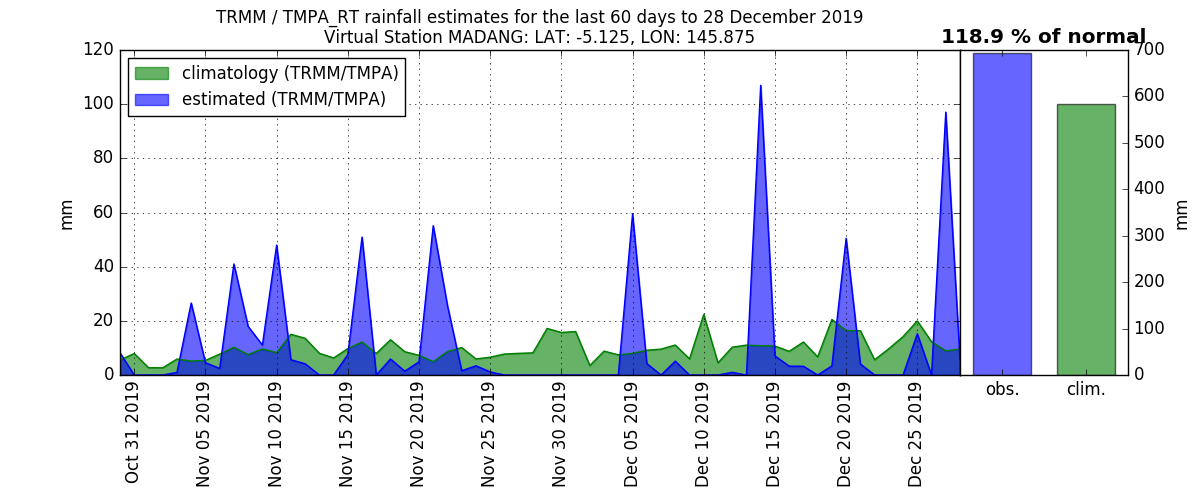 TRMM / TMPA_RT rainfall estimates for the last 60 days to 28 December 2019
Virtual Station MADANG: LAT: -5.125, LON: 145.875
118.9 % of normal
climatology (TRMM/TMPA)
estimated (TRMM/TMPA)
120
100
80
60
40
20
0
mm
Oct 31 2019
Nov 05 2019
Nov 10 2019
Nov 15 2019
Nov 20 2019
Nov 25 2019
Nov 30 2019
Dec 05 2019
Dec 10 2019
Dec 15 2019
Dec 20 2019
Dec 25 2019
obs.
clim.
700
600
500
400
300
200
100
0
mm